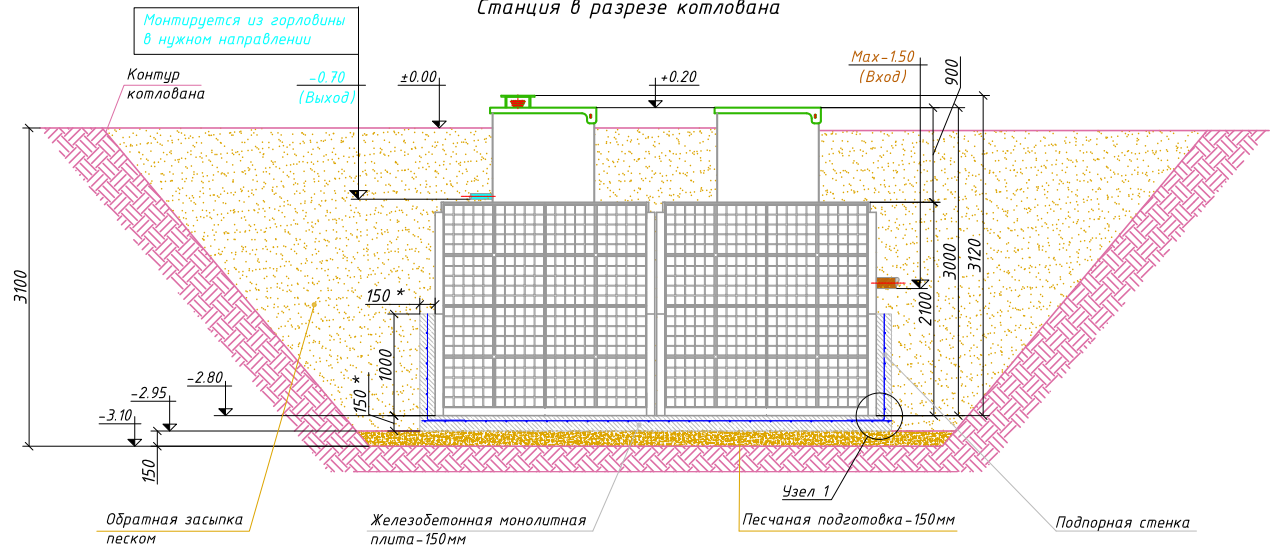 Станция в разрезе котлована
Монтируется из горловины
в нужном направлении
Контур
котлована
-0.70
(Выход)
±0.00
+0.20
Max-1.50
(Вход)
900
3100
150 *
1000
150 *
2100
3000
3120
-2.80
-2.95
-3.10
150
Узел 1
Обратная засыпка
песком
Железобетонная монолитная
плита-150мм
Песчаная подготовка-150мм
Подпорная стенка